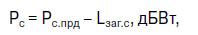 Pс = Pс.прд – Lзаг.с, дБВт,